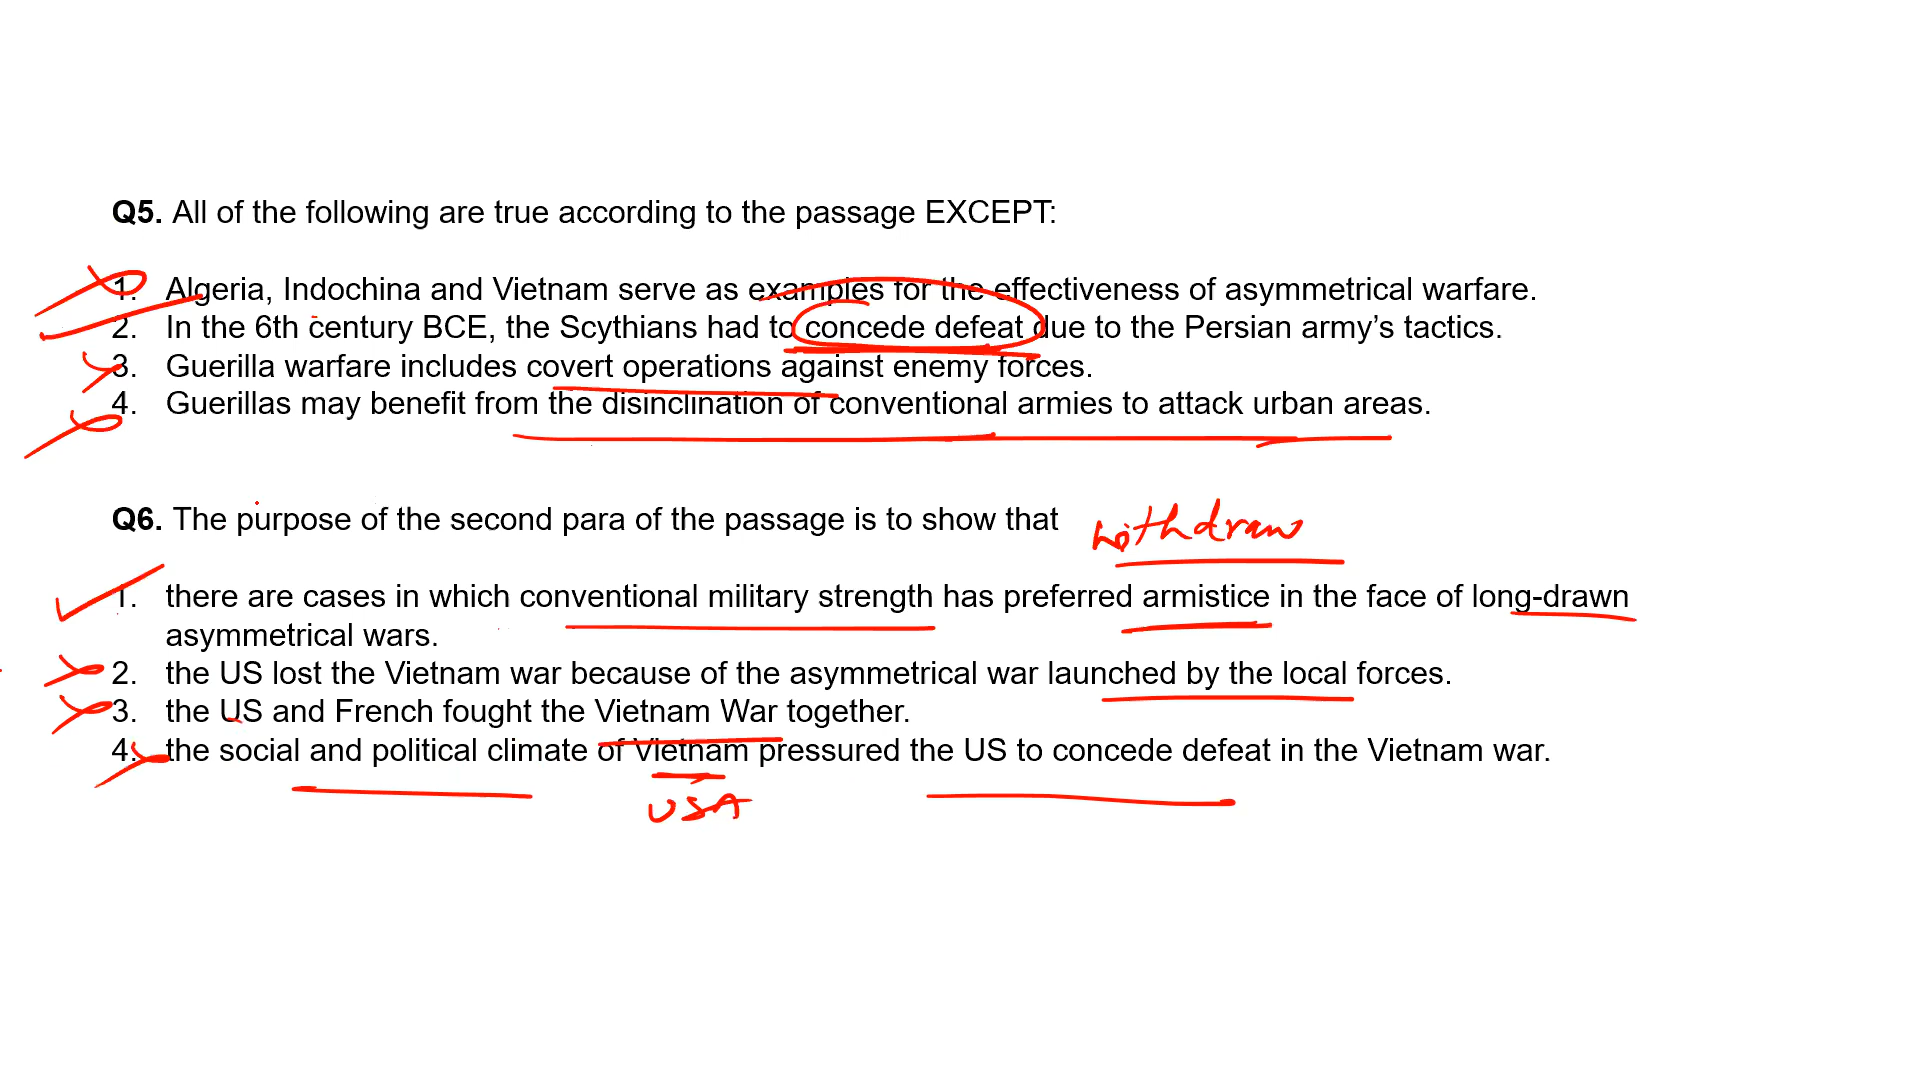 Q5. All of the following are true according to the passage EXCEPT:
1. Algeria, Indochina and Vietnam serve as examples for the effectiveness of asymmetrical warfare.
2. In the 6th century BCE, the Scythians had to concede defeat due to the Persian army’s tactics.
3. Guerilla warfare includes covert operations against enemy forces.
4. Guerillas may benefit from the disinclination of conventional armies to attack urban areas.
Q6. The purpose of the second para of the passage is to show that
withdraw
1. there are cases in which conventional military strength has preferred armistice in the face of long-drawn
asymmetrical wars.
2. the US lost the Vietnam war because of the asymmetrical war launched by the local forces.
3. the US and French fought the Vietnam War together.
4. the social and political climate of Vietnam pressured the US to concede defeat in the Vietnam war.
USA